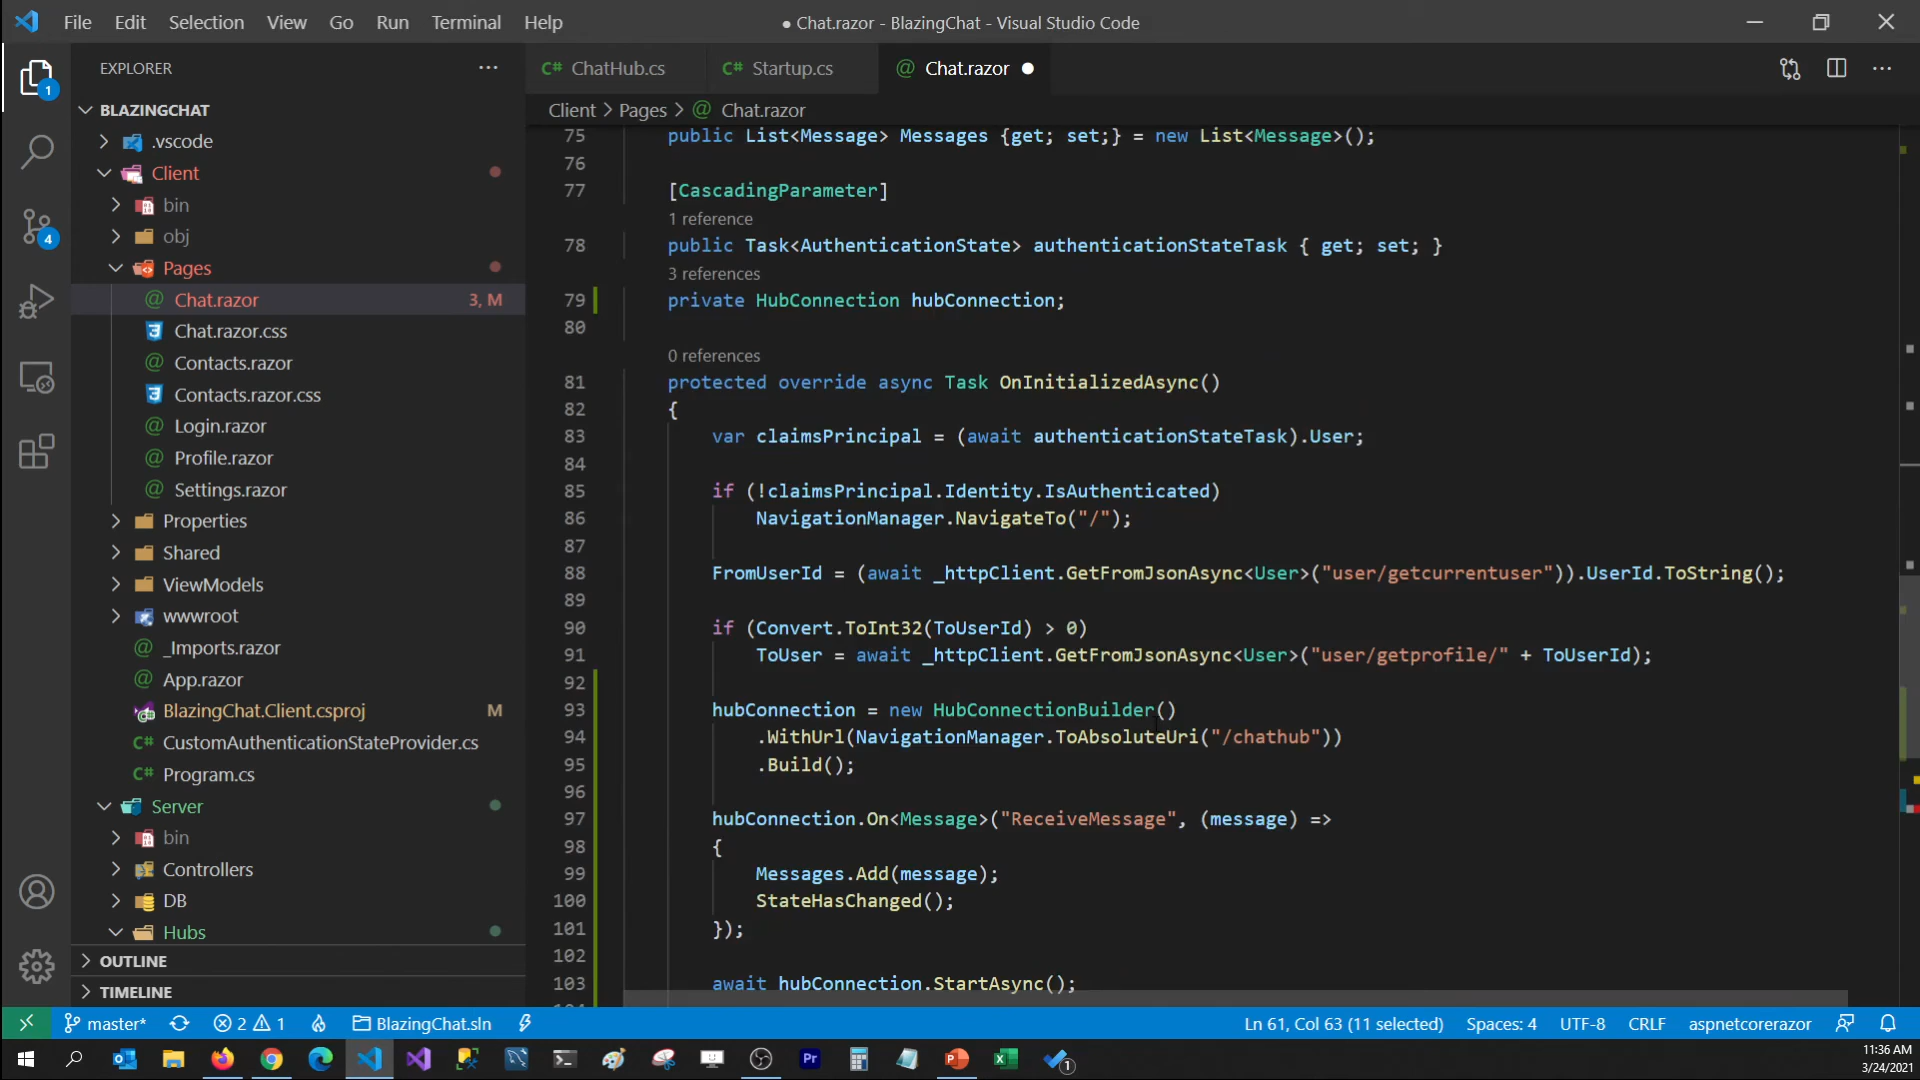 File Edit Selection View Go Run Terminal Help
● Chat.razor - BlazingChat - Visual Studio Code
EXPLORER
1
4
BLAZINGCHAT
.vscode
Client
bin
obj
Pages
Chat.razor 3, M
Chat.razor.css
Contacts.razor
Contacts.razor.css
Login.razor
Profile.razor
Settings.razor
Properties
Shared
ViewModels
wwwroot
_Imports.razor
App.razor
BlazingChat.Client.csproj M
CustomAuthenticationStateProvider.cs
Program.cs
Server
bin
Controllers
DB
Hubs
OUTLINE
TIMELINE
C# ChatHub.cs C# Startup.cs @ Chat.razor ●
Client > Pages > @ Chat.razor
75 public List<Message> Messages {get; set;} = new List<Message>();
76
77 [CascadingParameter]
1 reference
78 public Task<AuthenticationState> authenticationStateTask { get; set; }
3 references
79 private HubConnection hubConnection;
80
0 references
81 protected override async Task OnInitializedAsync()
82 {
83 var claimsPrincipal = (await authenticationStateTask).User;
84
85 if (!claimsPrincipal.Identity.IsAuthenticated)
86 NavigationManager.NavigateTo("/");
87
88 FromUserId = (await _httpClient.GetFromJsonAsync<User>("user/getcurrentuser")).UserId.ToString();
89
90 if (Convert.ToInt32(ToUserId) > 0)
91 ToUser = await _httpClient.GetFromJsonAsync<User>("user/getprofile/" + ToUserId);
92
93 hubConnection = new HubConnectionBuilder()
94 .WithUrl(NavigationManager.ToAbsoluteUri("/chathub"))
95 .Build();
96
97 hubConnection.On<Message>("ReceiveMessage", (message) =>
98 {
99 Messages.Add(message);
100 StateHasChanged();
101 });
102
103 await hubConnection.StartAsync();
master* 2 1 BlazingChat.sln Ln 61, Col 63 (11 selected) Spaces: 4 UTF-8 CRLF aspnetcorerazor
Pr
1
11:36 AM
3/24/2021